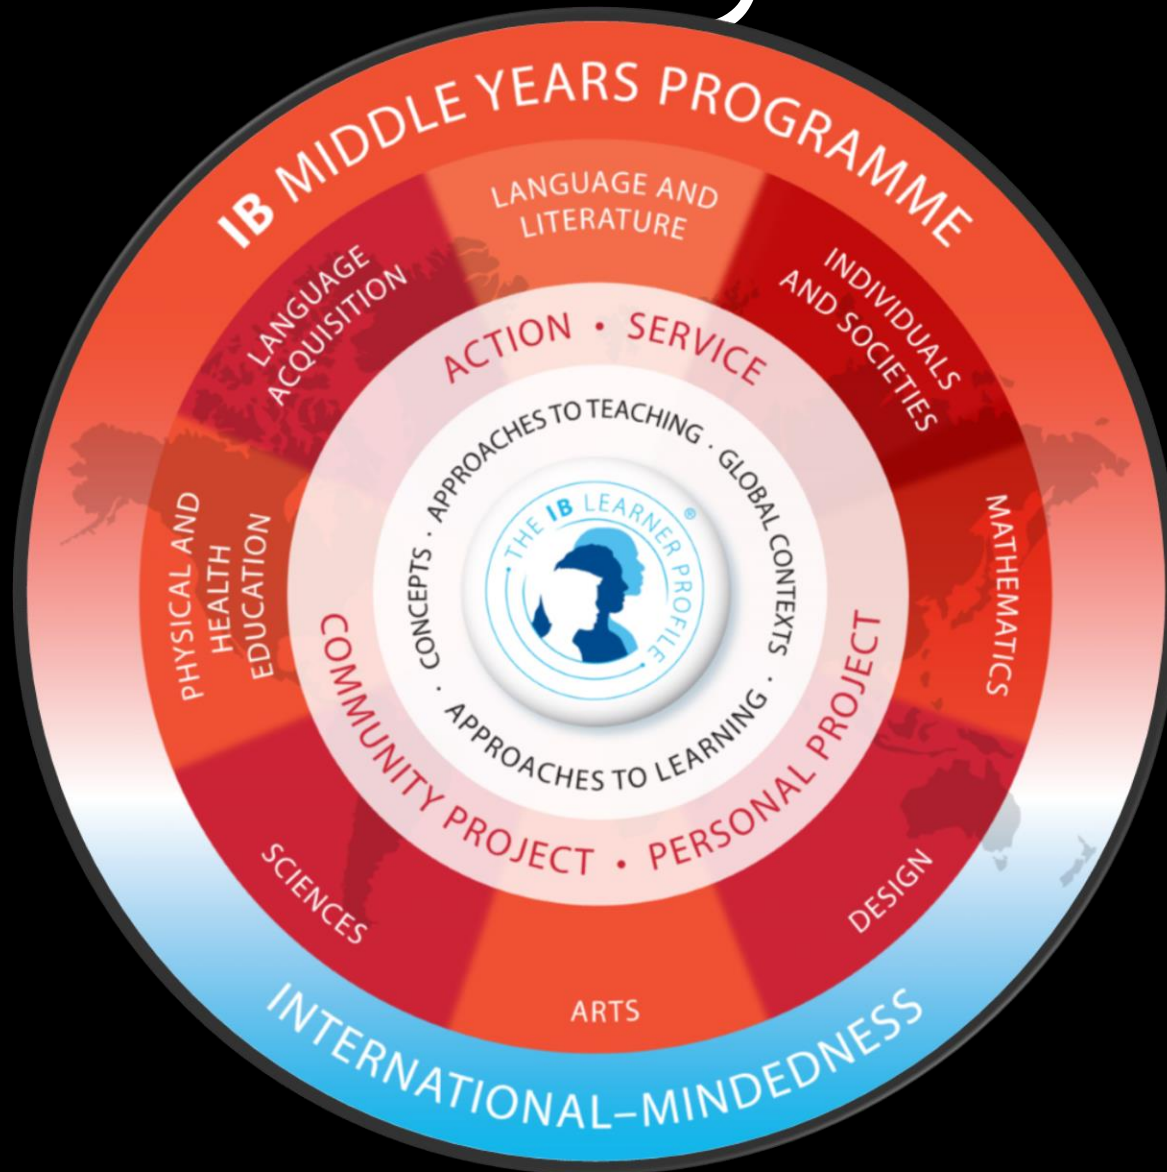 IB MIDDLE YEARS PROGRAMME
LANGUAGE AND
LITERATURE
INDIVIDUALS
AND SOCIETIES
MATHEMATICS
DESIGN
ARTS
SCIENCES
PHYSICAL AND
HEALTH
EDUCATION
LANGUAGE
ACQUISITION
ACTION • SERVICE
COMMUNITY PROJECT • PERSONAL PROJECT
APPROACHES TO TEACHING · GLOBAL CONTEXTS ·
APPROACHES TO LEARNING
· CONCEPTS ·
· THE IB LEARNER PROFILE ·
®
INTERNATIONAL–MINDEDNESS